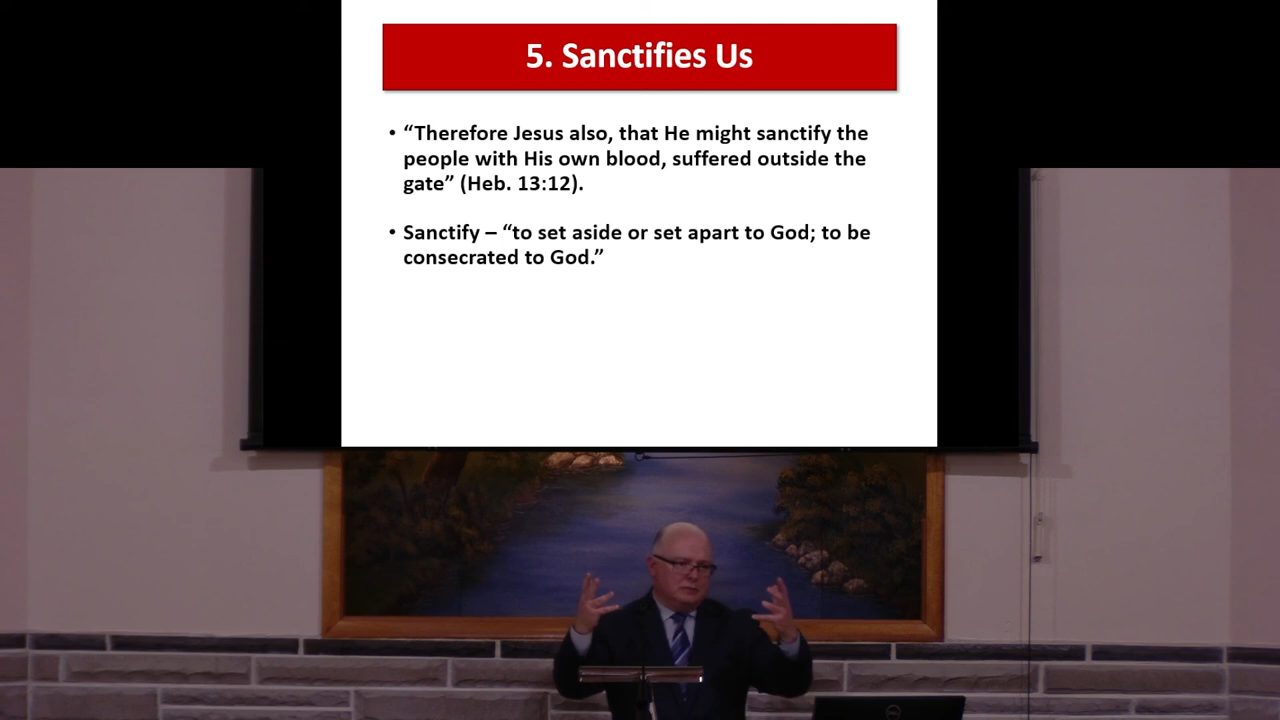 5. Sanctifies Us
• “Therefore Jesus also, that He might sanctify the
people with His own blood, suffered outside the
gate” (Heb. 13:12).
• Sanctify – “to set aside or set apart to God; to be
consecrated to God.”